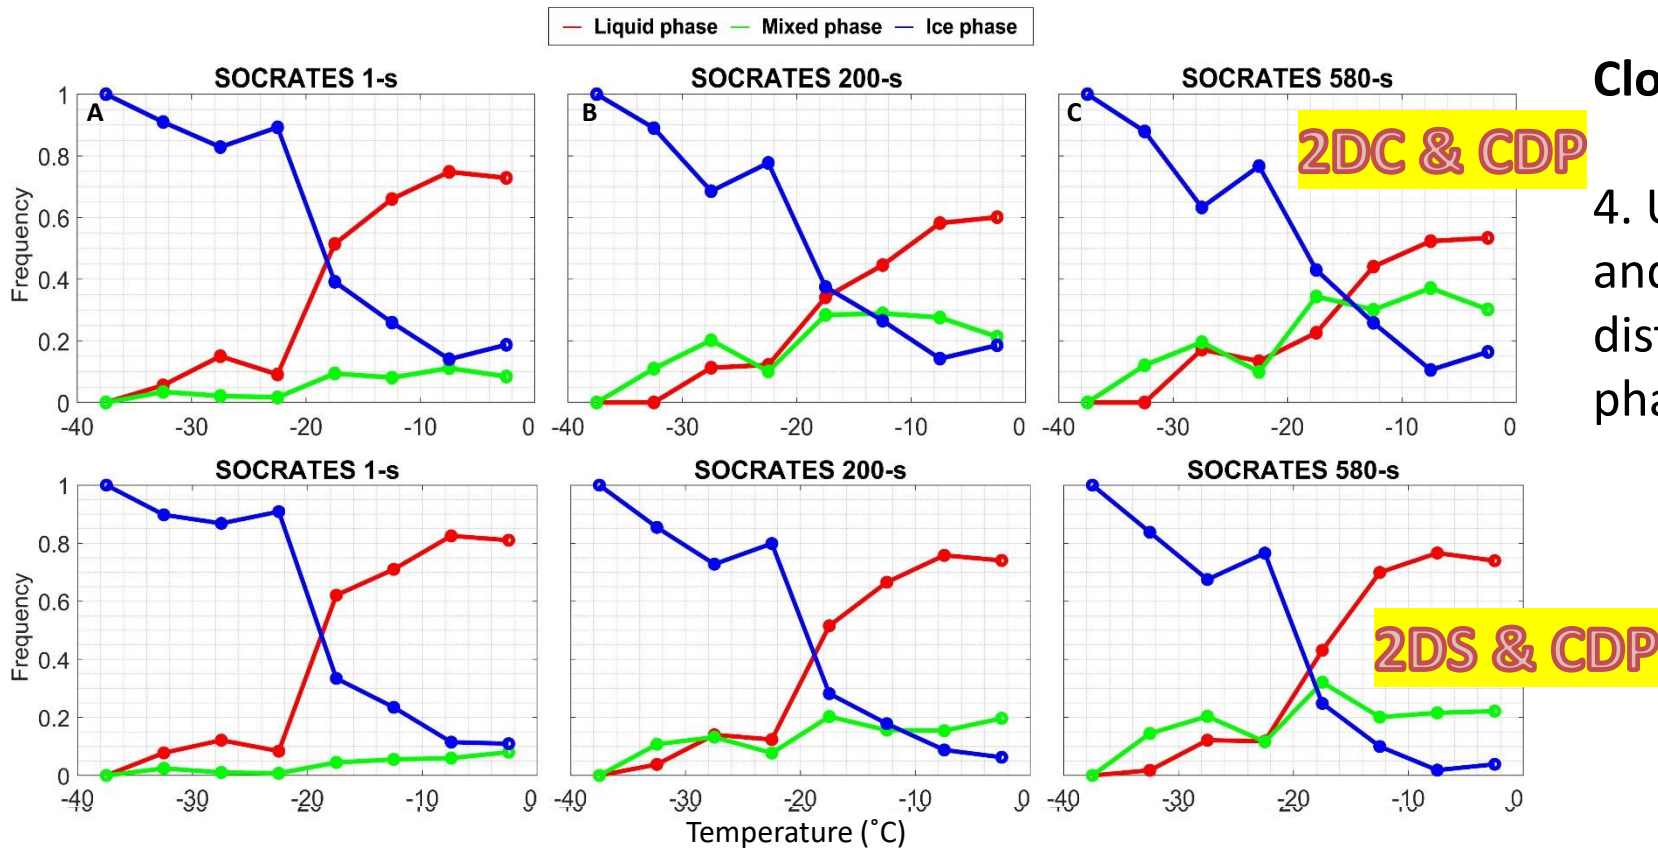 Liquid phase Mixed phase Ice phase
SOCRATES 1-s SOCRATES 200-s SOCRATES 580-s
A B C
1
0.8
0.6
0.4
0.2
0
Frequency
-40 -30 -20 -10 0 -40 -30 -20 -10 0 -40 -30 -20 -10 0
2DC & CDP
Clo
4. U
and
dist
pha
SOCRATES 1-s SOCRATES 200-s SOCRATES 580-s
1
0.8
0.6
0.4
0.2
0
Frequency
2DS & CDP
-40 -30 -20 -10 0 -40 -30 -20 -10 0 -40 -30 -20 -10 0
Temperature (˚C)